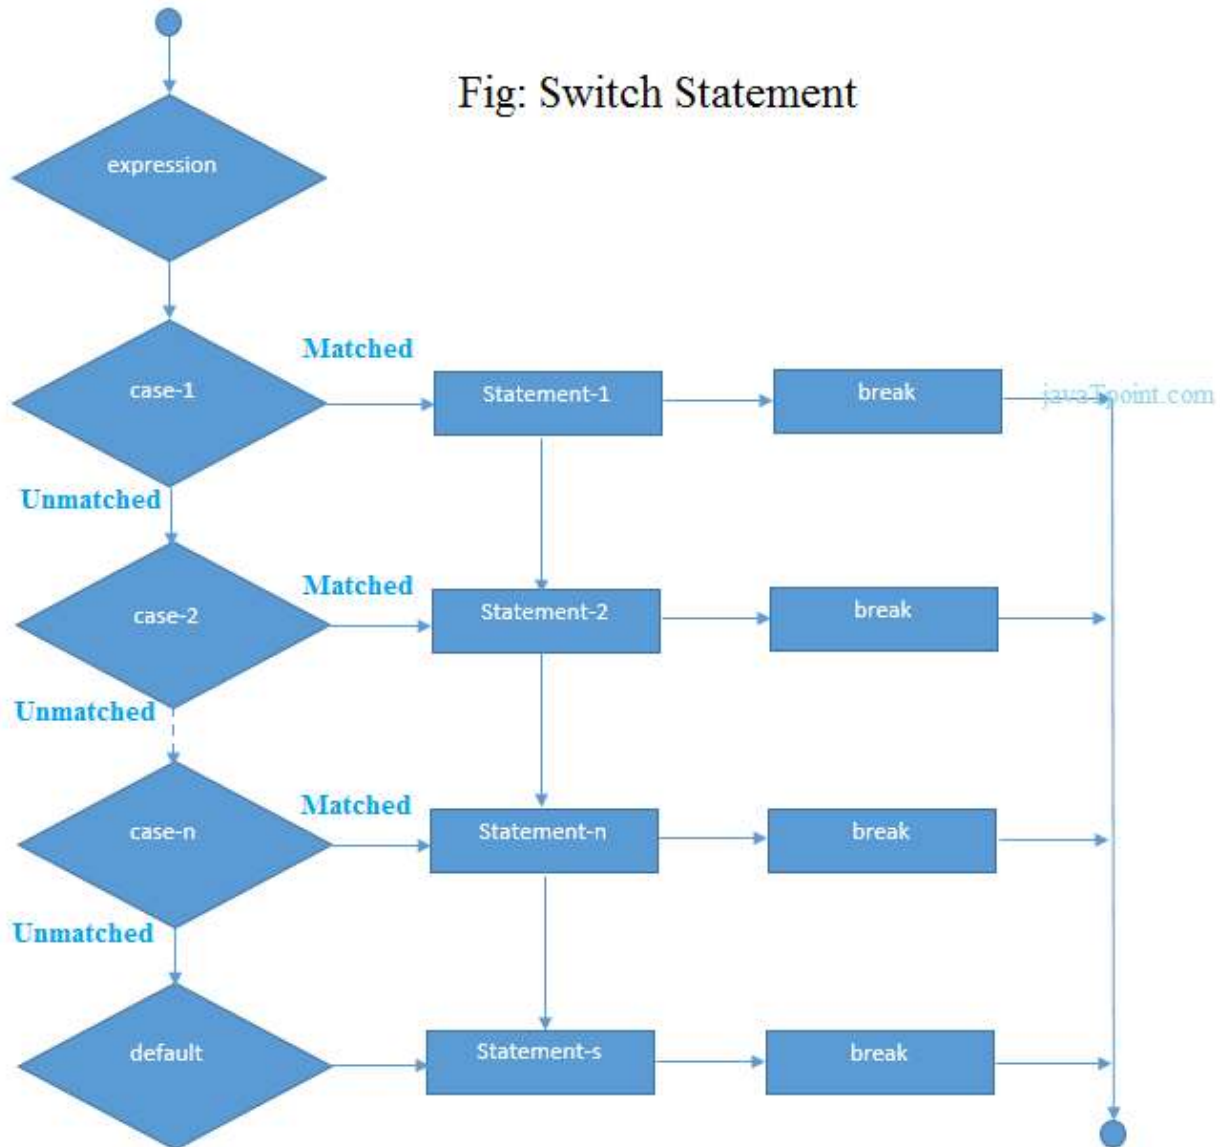 Fig: Switch Statement
expression
Matched
case-1
Statement-1
break
javaTpoint.com
Unmatched
Matched
case-2
Statement-2
break
Unmatched
Matched
case-n
Statement-n
break
Unmatched
default
Statement-s
break